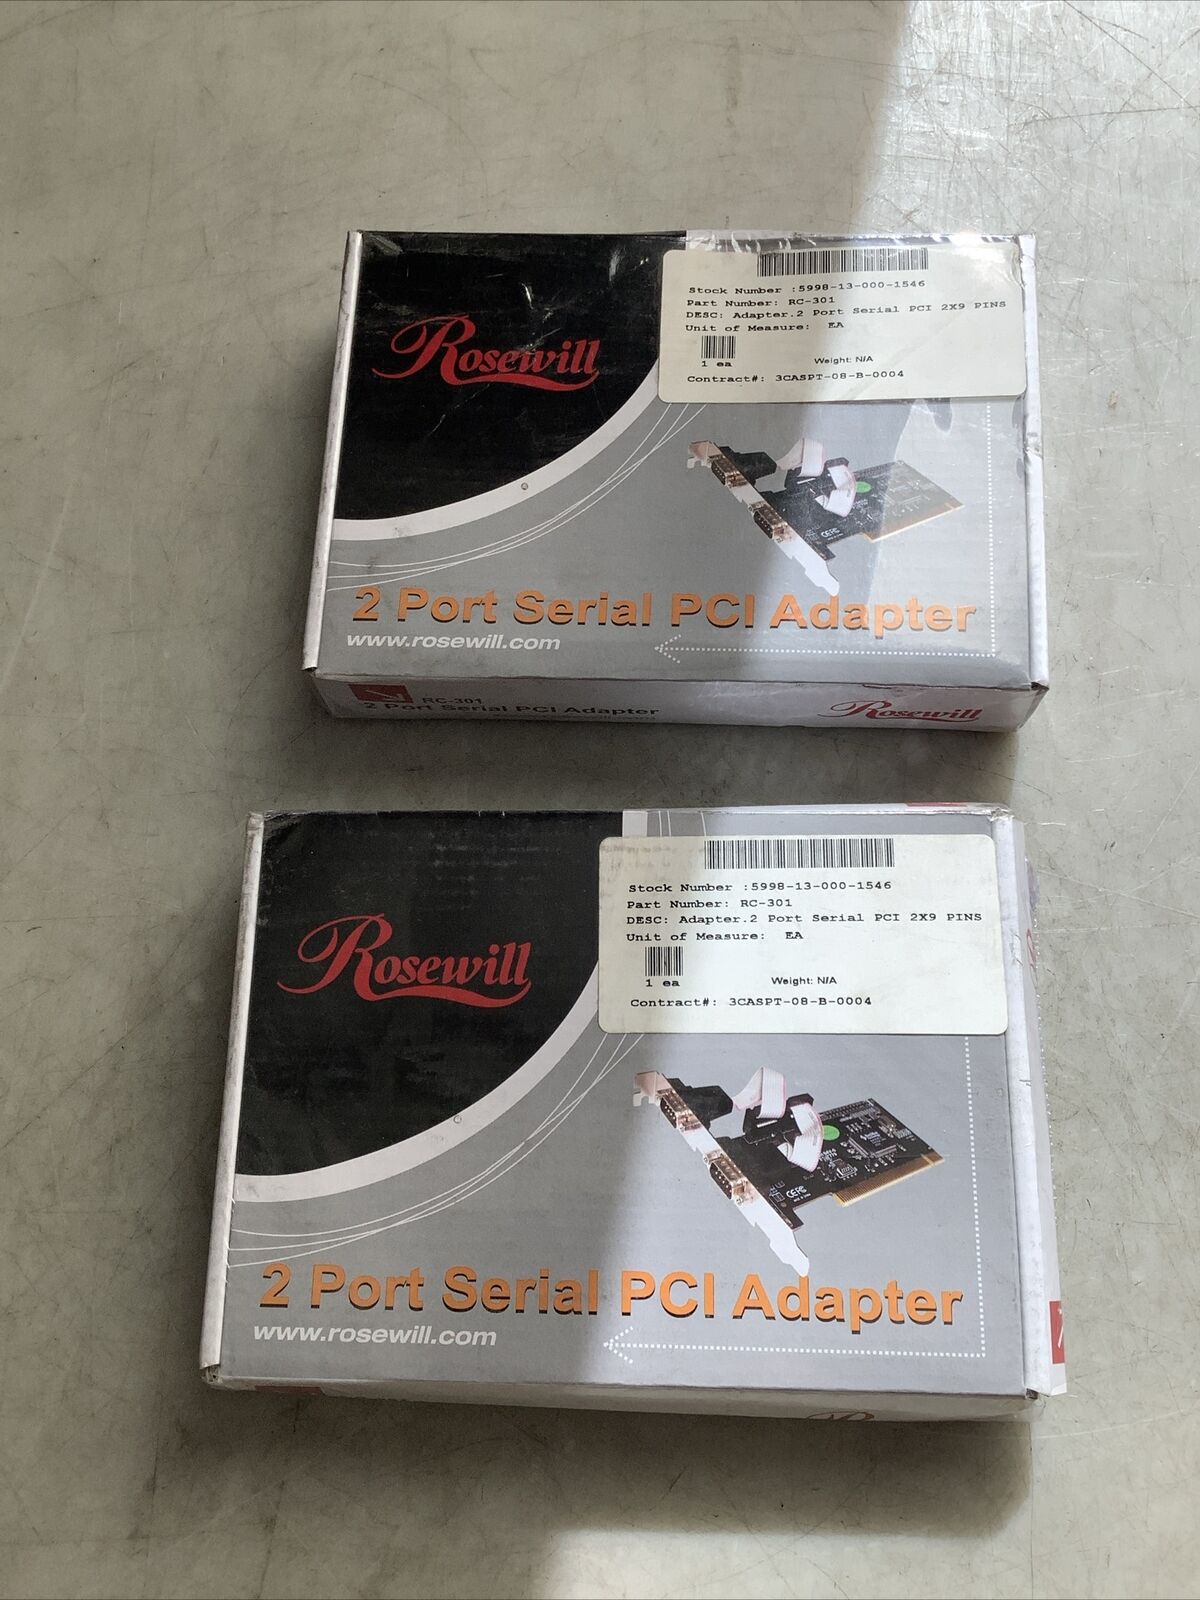 Rosewill
Stock Number :5998-13-000-1546
Part Number: RC-301
DESC: Adapter.2 Port Serial PCI 2X9 PINS
Unit of Measure: EA
1 ea
Weight: N/A
Contract#: 3CASPT-08-B-0004
CE FC
2 Port Serial PCI Adapter
www.rosewill.com
RC-301
2 Port Serial PCI Adapter
Rosewill
Rosewill
Stock Number :5998-13-000-1546
Part Number: RC-301
DESC: Adapter.2 Port Serial PCI 2X9 PINS
Unit of Measure: EA
1 ea
Weight: N/A
Contract#: 3CASPT-08-B-0004
CE FC
2 Port Serial PCI Adapter
www.rosewill.com